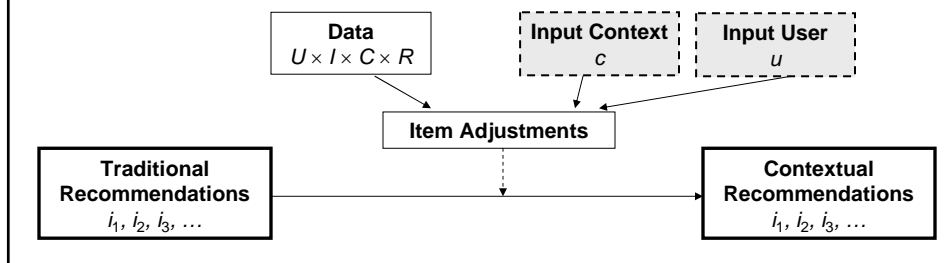 Data
U × I × C × R
Input Context
c
Input User
u
Item Adjustments
Traditional
Recommendations
i₁, i₂, i₃, …
Contextual
Recommendations
i₁, i₂, i₃, …